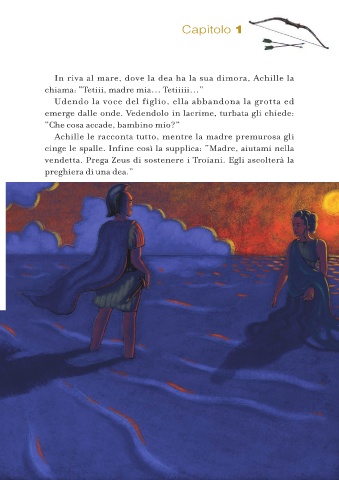 Capitolo 1
In riva al mare, dove la dea ha la sua dimora, Achille la
chiama: "Tetiii, madre mia… Tetiiiii…"
Udendo la voce del figlio, ella abbandona la grotta ed
emerge dalle onde. Vedendolo in lacrime, turbata gli chiede:
"Che cosa accade, bambino mio?"
Achille le racconta tutto, mentre la madre premurosa gli
cinge le spalle. Infine così la supplica: "Madre, aiutami nella
vendetta. Prega Zeus di sostenere i Troiani. Egli ascolterà la
preghiera di una dea."